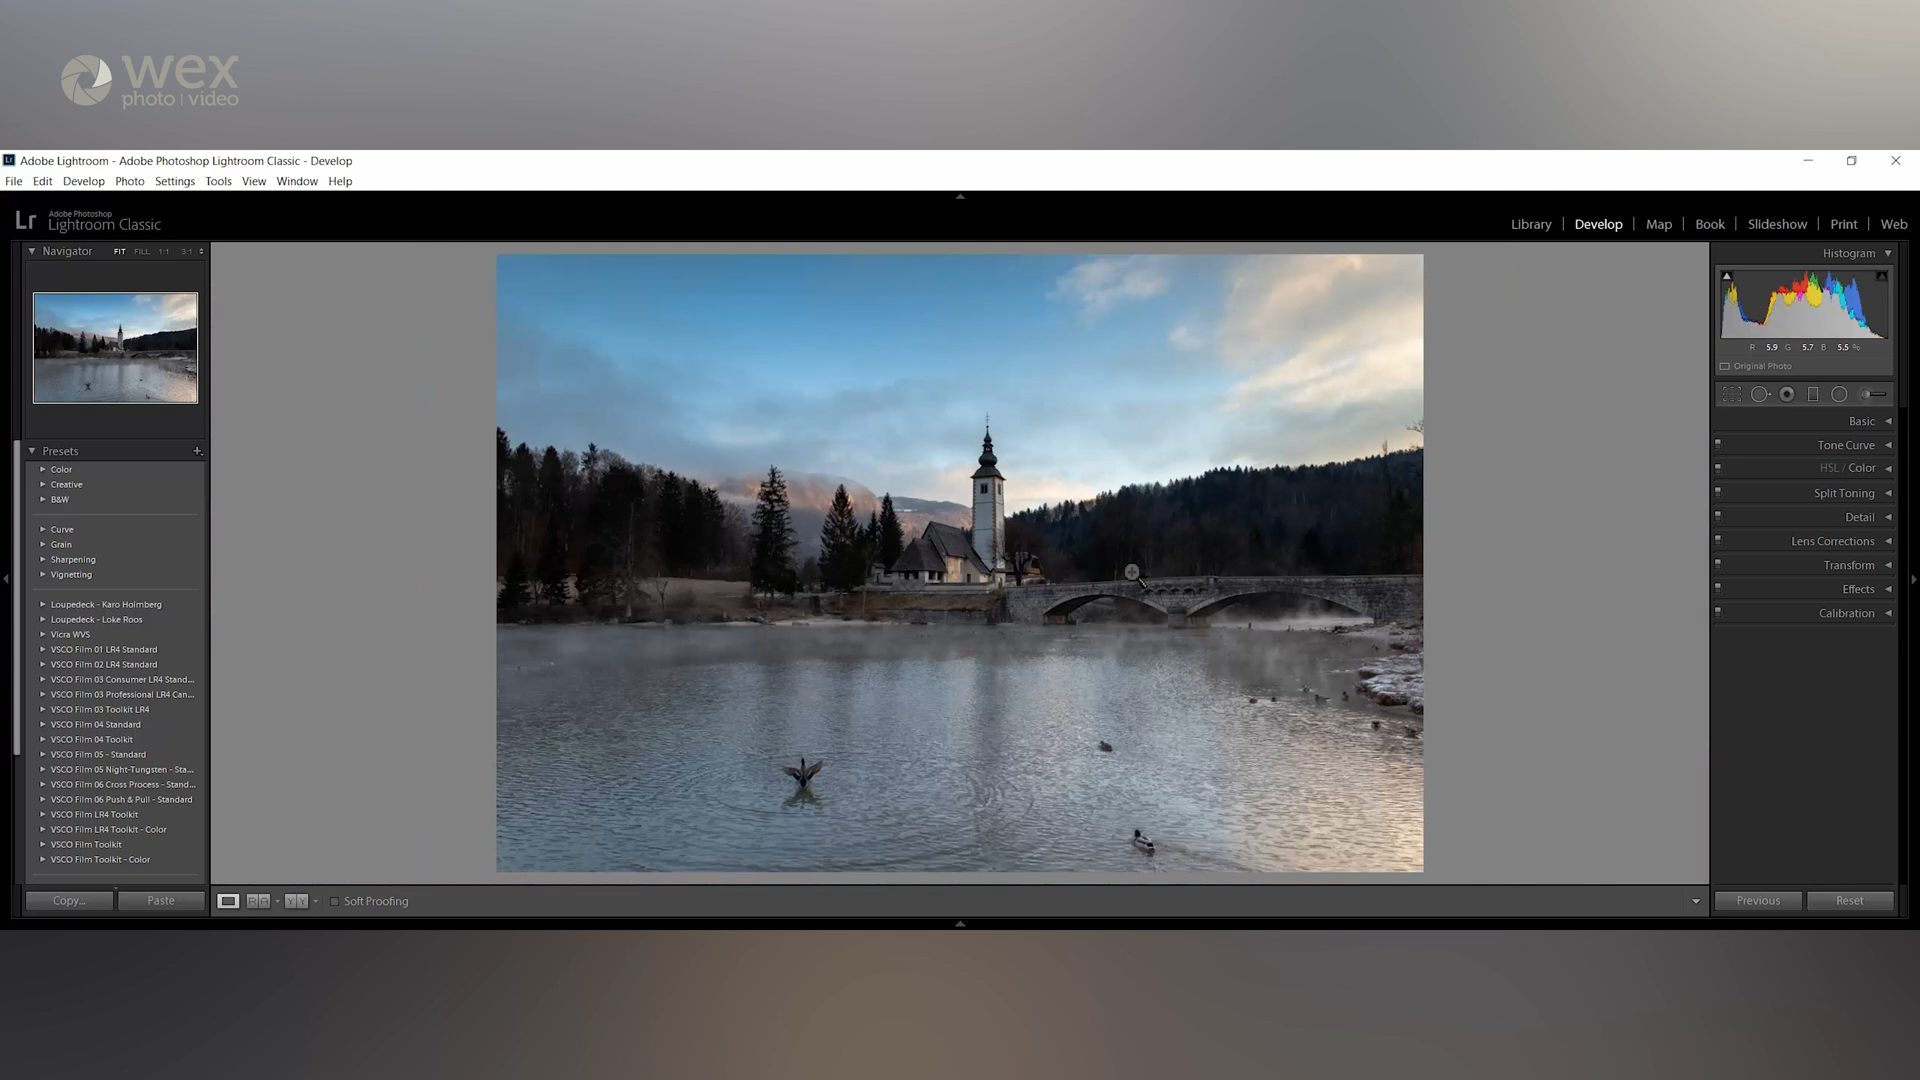 wex
photo | video
Adobe Lightroom - Adobe Photoshop Lightroom Classic - Develop
File Edit Develop Photo Settings Tools View Window Help
Lr Adobe Photoshop
Lightroom Classic
Library | Develop | Map | Book | Slideshow | Print | Web
Navigator FIT FILL 1:1 3:1
Histogram
R 5.9 G 5.7 B 5.5 %
Original Photo
Basic
Tone Curve
HSL / Color
Split Toning
Detail
Lens Corrections
Transform
Effects
Calibration
Presets
Color
Creative
B&W
Curve
Grain
Sharpening
Vignetting
Loupedeck - Karo Holmberg
Loupedeck - Loke Roos
Vicra WVS
VSCO Film 01 LR4 Standard
VSCO Film 02 LR4 Standard
VSCO Film 03 Consumer LR4 Stand...
VSCO Film 03 Professional LR4 Can...
VSCO Film 03 Toolkit LR4
VSCO Film 04 Standard
VSCO Film 04 Toolkit
VSCO Film 05 - Standard
VSCO Film 05 Night-Tungsten - Sta...
VSCO Film 06 Cross Process - Stand...
VSCO Film 06 Push & Pull - Standard
VSCO Film LR4 Toolkit
VSCO Film LR4 Toolkit - Color
VSCO Film Toolkit
VSCO Film Toolkit - Color
Copy... Paste
R A Y Y Soft Proofing
Previous Reset